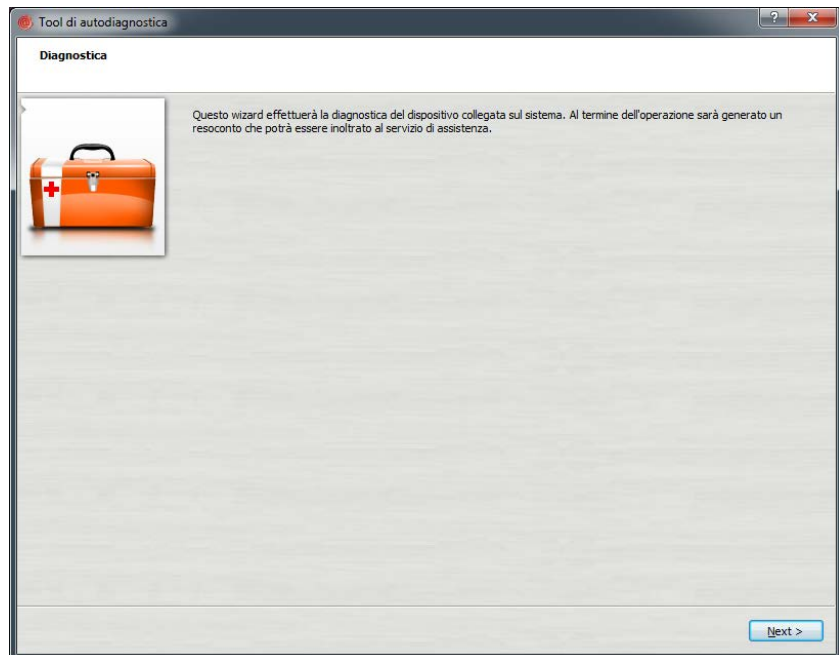 Tool di autodiagnostica
Diagnostica
Questo wizard effettuerà la diagnostica del dispositivo collegata sul sistema. Al termine dell'operazione sarà generato un
resoconto che potrà essere inoltrato al servizio di assistenza.
Next >